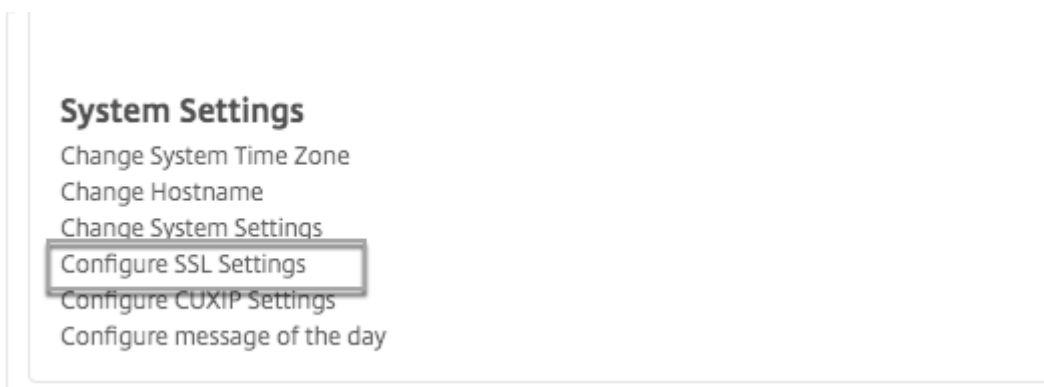 System Settings
Change System Time Zone
Change Hostname
Change System Settings
Configure SSL Settings
Configure CUXIP Settings
Configure message of the day